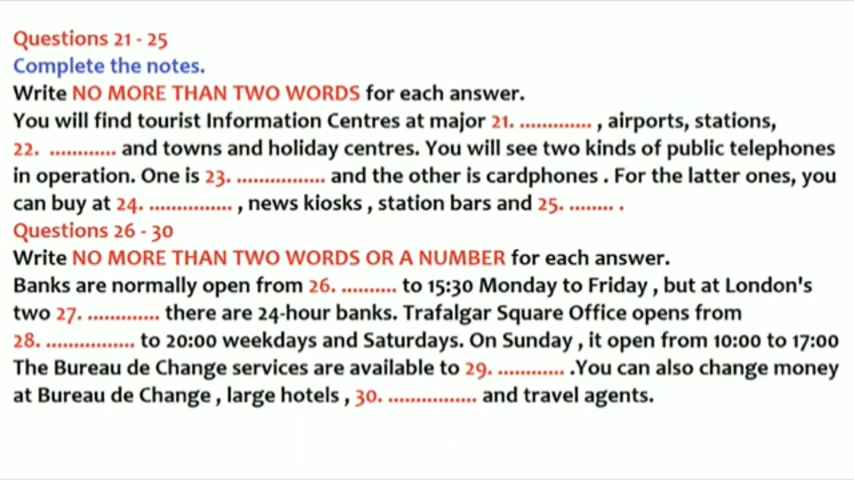 Questions 21 - 25
Complete the notes.
Write NO MORE THAN TWO WORDS for each answer.
You will find tourist Information Centres at major 21. ............. , airports, stations,
22. ............ and towns and holiday centres. You will see two kinds of public telephones
in operation. One is 23. ................ and the other is cardphones . For the latter ones, you
can buy at 24. ............... , news kiosks , station bars and 25. ........ .
Questions 26 - 30
Write NO MORE THAN TWO WORDS OR A NUMBER for each answer.
Banks are normally open from 26. .......... to 15:30 Monday to Friday , but at London's
two 27. ............. there are 24-hour banks. Trafalgar Square Office opens from
28. ................ to 20:00 weekdays and Saturdays. On Sunday , it open from 10:00 to 17:00
The Bureau de Change services are available to 29. ............ .You can also change money
at Bureau de Change , large hotels , 30. ................ and travel agents.